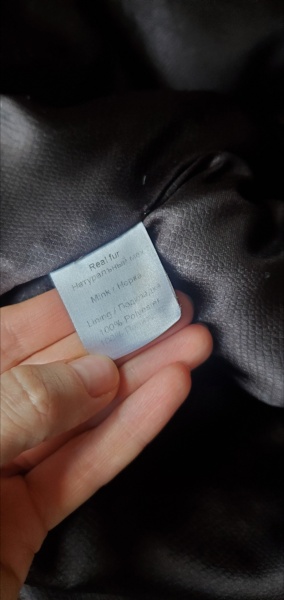 Real fur
Натуральный мех
Mink / Норка
Lining / Подкладка
100% Polyester